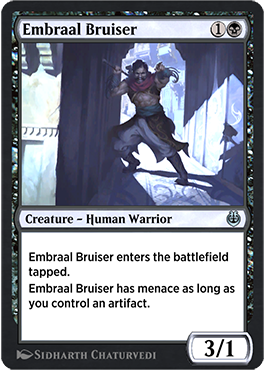 Embraal Bruiser 1
Creature – Human Warrior
Embraal Bruiser enters the battlefield
tapped.
Embraal Bruiser has menace as long as
you control an artifact.
3/1
SIDHARTH CHATURVEDI